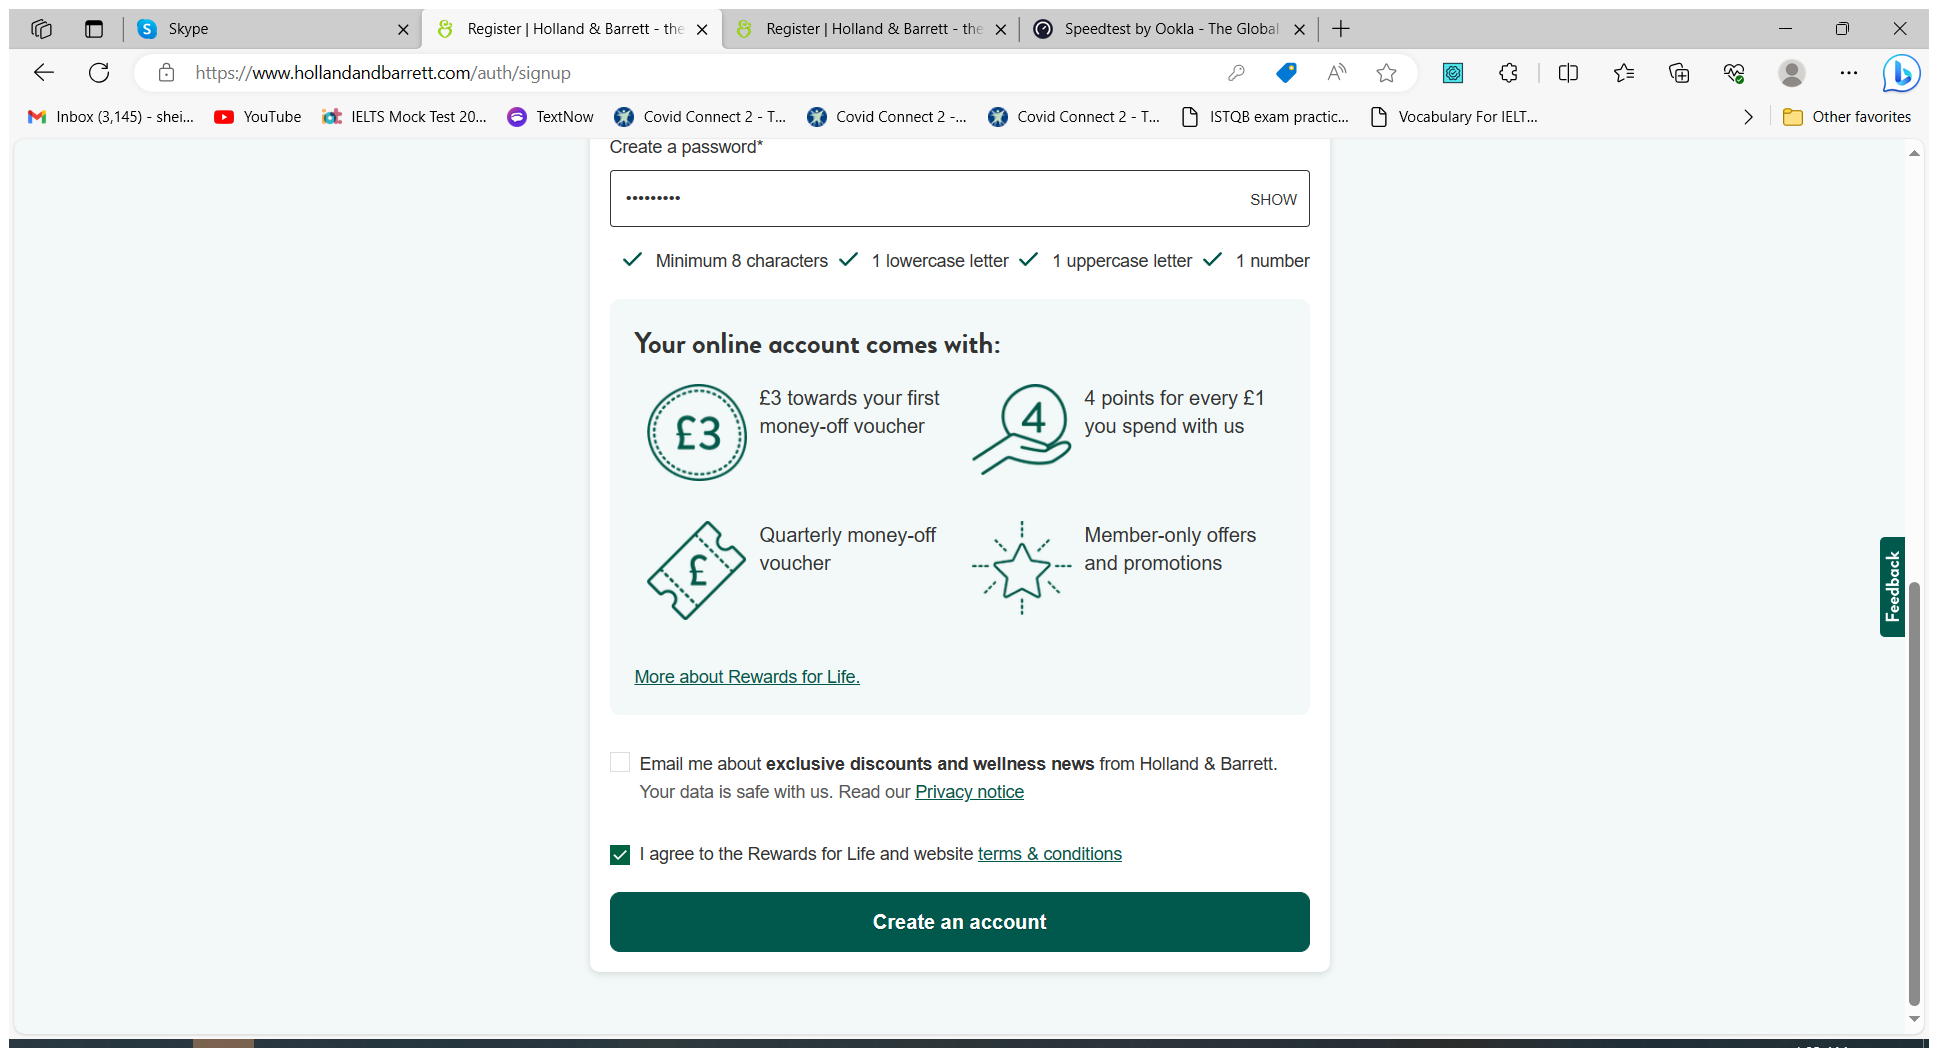 Skype
Register | Holland & Barrett - the
Register | Holland & Barrett - the
Speedtest by Ookla - The Global
https://www.hollandandbarrett.com/auth/signup
Inbox (3,145) - shei...
YouTube
IELTS Mock Test 20...
TextNow
Covid Connect 2 - T...
Covid Connect 2 -...
Covid Connect 2 - T...
ISTQB exam practic...
Vocabulary For IELT...
Other favorites
Create a password*
•••••••••
SHOW
Minimum 8 characters
1 lowercase letter
1 uppercase letter
1 number
Your online account comes with:
£3
£3 towards your first
money-off voucher
4
4 points for every £1
you spend with us
£
Quarterly money-off
voucher
Member-only offers
and promotions
More about Rewards for Life.
Email me about exclusive discounts and wellness news from Holland & Barrett.
Your data is safe with us. Read our Privacy notice
I agree to the Rewards for Life and website terms & conditions
Create an account
Feedback